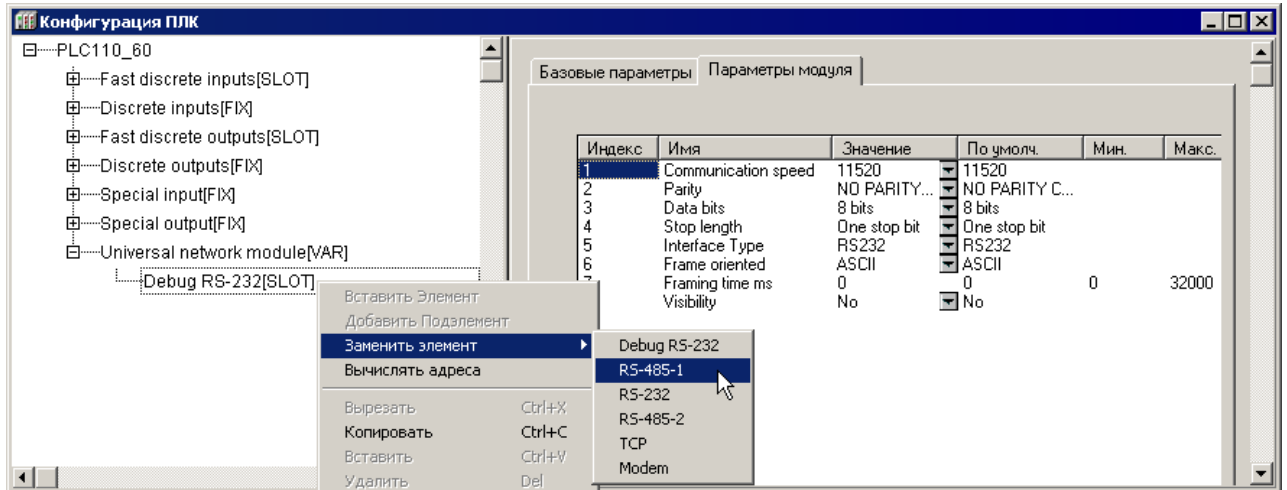 Конфигурация ПЛК
PLC110_60
Fast discrete inputs[SLOT]
Discrete inputs[FIX]
Fast discrete outputs[SLOT]
Discrete outputs[FIX]
Special input[FIX]
Special output[FIX]
Universal network module[VAR]
Debug RS-232[SLOT]
Базовые параметры Параметры модуля
Индекс Имя Значение По умолч. Мин. Макс.
1 Communication speed 11520 11520
2 Parity NO PARITY... NO PARITY C...
3 Data bits 8 bits 8 bits
4 Stop length One stop bit One stop bit
5 Interface Type RS232 RS232
6 Frame oriented ASCII ASCII
7 Framing time ms 0 0 0 32000
Visibility No No
Вставить Элемент
Добавить Подэлемент
Заменить элемент
Вычислять адреса
Вырезать Ctrl+X
Копировать Ctrl+C
Вставить Ctrl+V
Удалить Del
Debug RS-232
RS-485-1
RS-232
RS-485-2
TCP
Modem